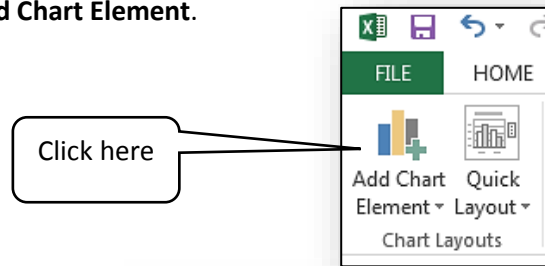 d Chart Element.
FILE HOME
Click here
Add Chart Quick
Element Layout
Chart Layouts